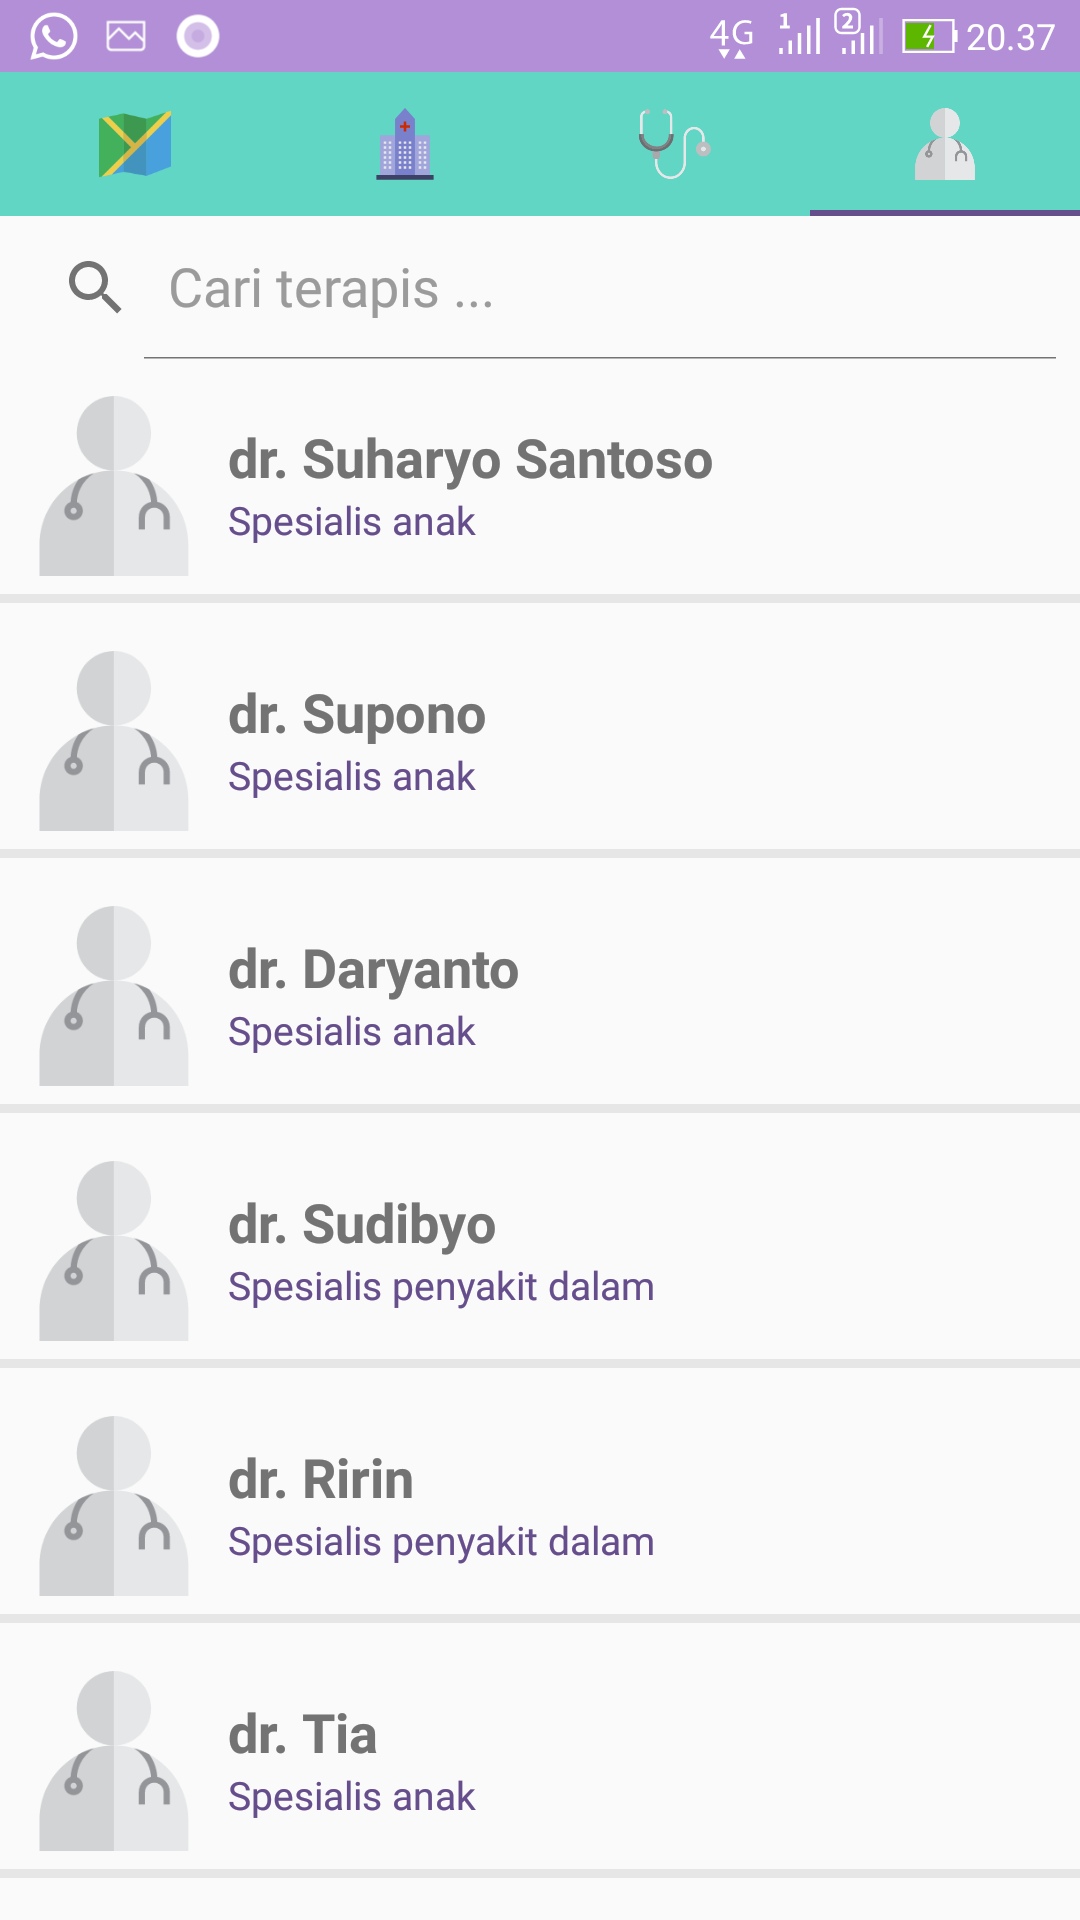 4G 1 2 20.37
Cari terapis ...
dr. Suharyo Santoso
Spesialis anak
dr. Supono
Spesialis anak
dr. Daryanto
Spesialis anak
dr. Sudibyo
Spesialis penyakit dalam
dr. Ririn
Spesialis penyakit dalam
dr. Tia
Spesialis anak